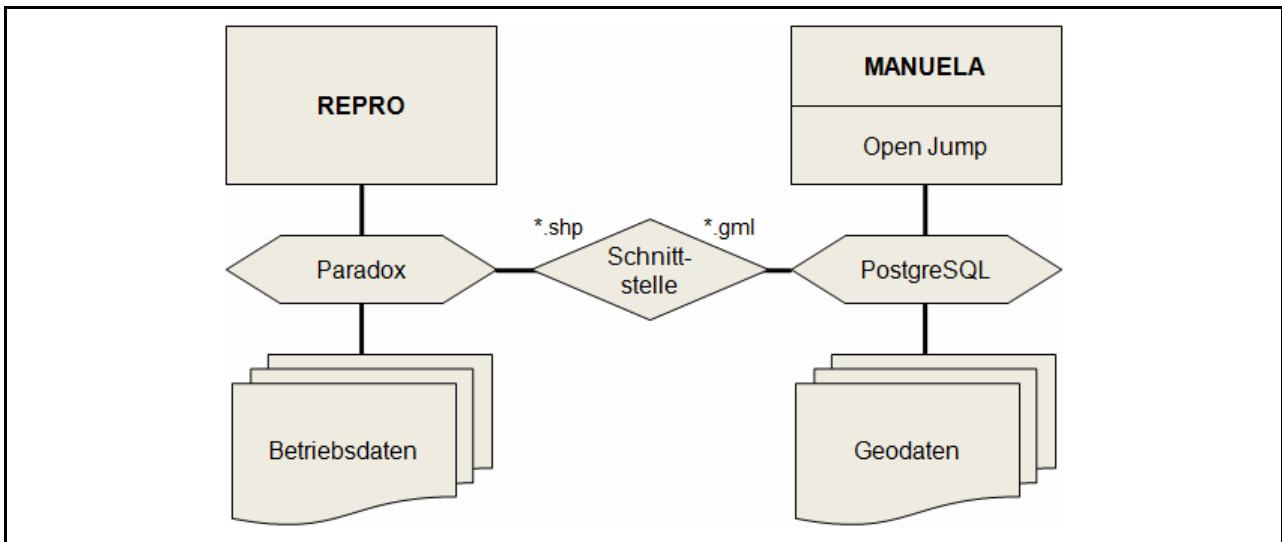 REPRO
MANUELA
Open Jump
*.shp
*.gml
Paradox
Schnitt-
stelle
PostgreSQL
Betriebsdaten
Geodaten